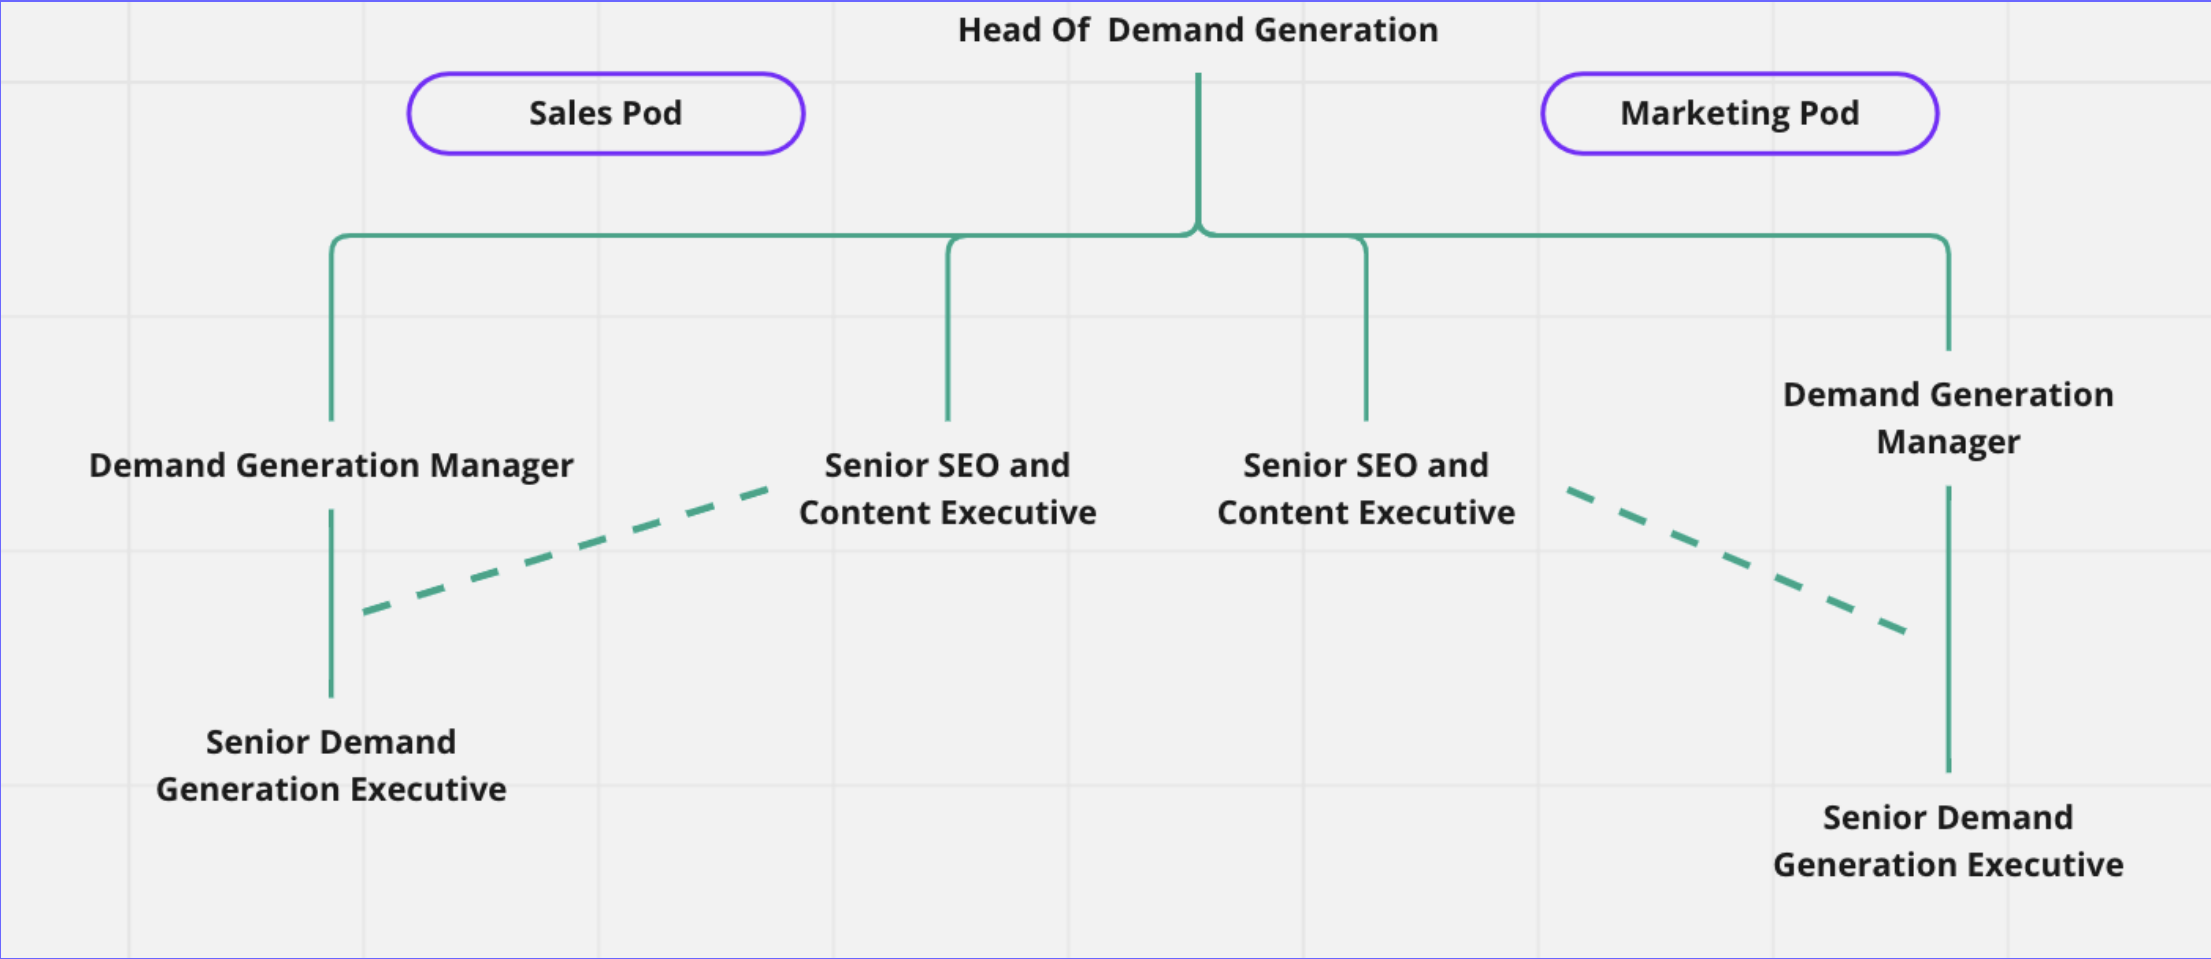 Head Of  Demand Generation
Sales Pod
Marketing Pod
Demand Generation Manager
Senior SEO and
Content Executive
Senior SEO and
Content Executive
Demand Generation
Manager
Senior Demand
Generation Executive
Senior Demand
Generation Executive